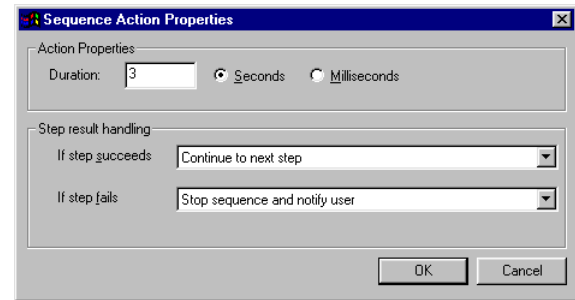 Sequence Action Properties
Action Properties
Duration: 3 Seconds Milliseconds
Step result handling
If step succeeds Continue to next step
If step fails Stop sequence and notify user
OK Cancel